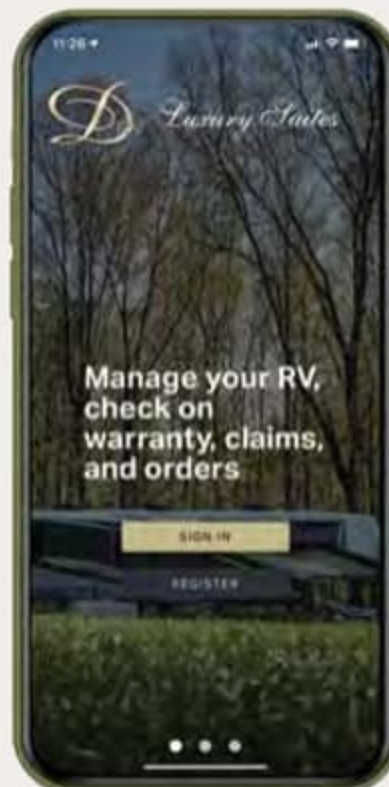 11:26
D Luxury Suites
Manage your RV,
check on
warranty, claims,
and orders
SIGN IN
REGISTER